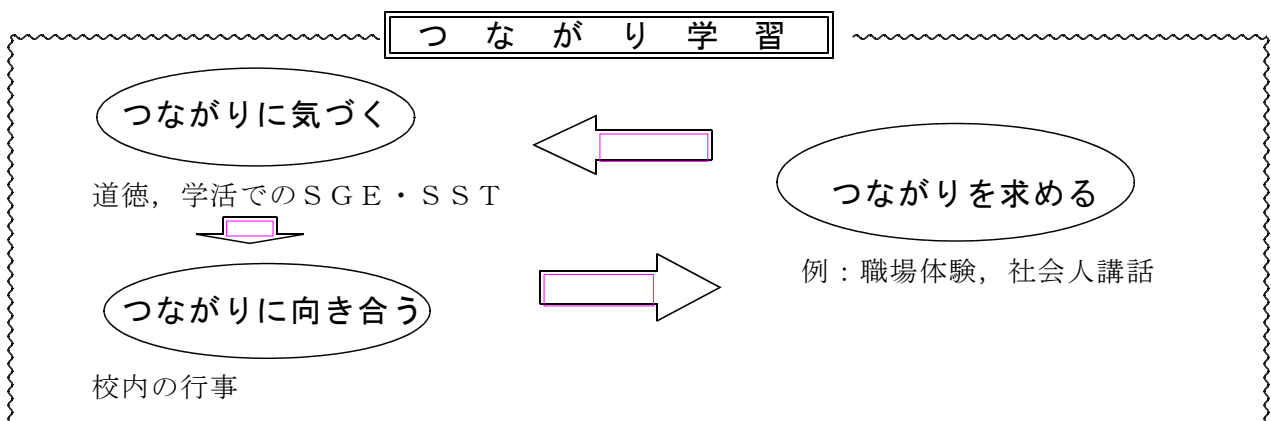 つながり学習
つながりに気づく
道徳，学活でのＳＧＥ・ＳＳＴ
つながりに向き合う
校内の行事
つながりを求める
例：職場体験，社会人講話